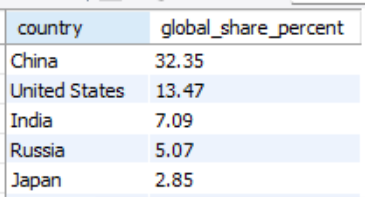 country global_share_percent
China 32.35
United States 13.47
India 7.09
Russia 5.07
Japan 2.85